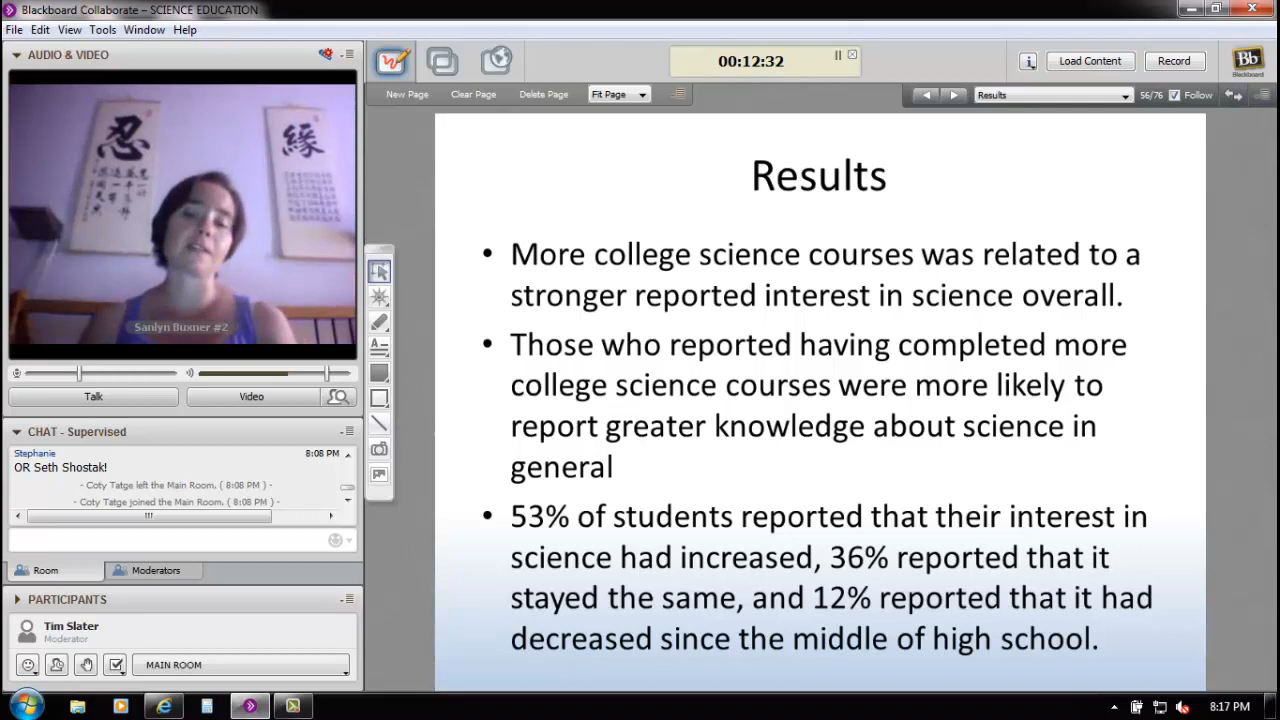 Blackboard Collaborate – SCIENCE EDUCATION
File Edit View Tools Window Help
AUDIO & VIDEO
忍
緣
Sanlyn Buxner #2
Talk
Video
CHAT - Supervised
Stephanie 8:08 PM
OR Seth Shostak!
- Coty Tatge left the Main Room. ( 8:08 PM ) -
- Coty Tatge joined the Main Room. ( 8:08 PM ) -
Room
Moderators
PARTICIPANTS
Tim Slater
Moderator
MAIN ROOM
00:12:32
Load Content
Record
Bb
Blackboard
New Page Clear Page Delete Page Fit Page
Results 56/76 Follow
Results
• More college science courses was related to a
stronger reported interest in science overall.
• Those who reported having completed more
college science courses were more likely to
report greater knowledge about science in
general
• 53% of students reported that their interest in
science had increased, 36% reported that it
stayed the same, and 12% reported that it had
decreased since the middle of high school.
8:17 PM